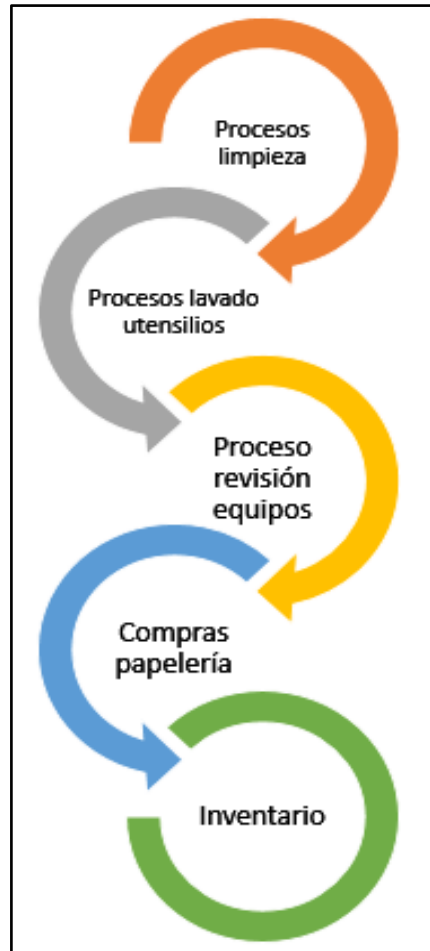 Procesos
limpieza
Procesos lavado
utensilios
Proceso
revisión
equipos
Compras
papelería
Inventario